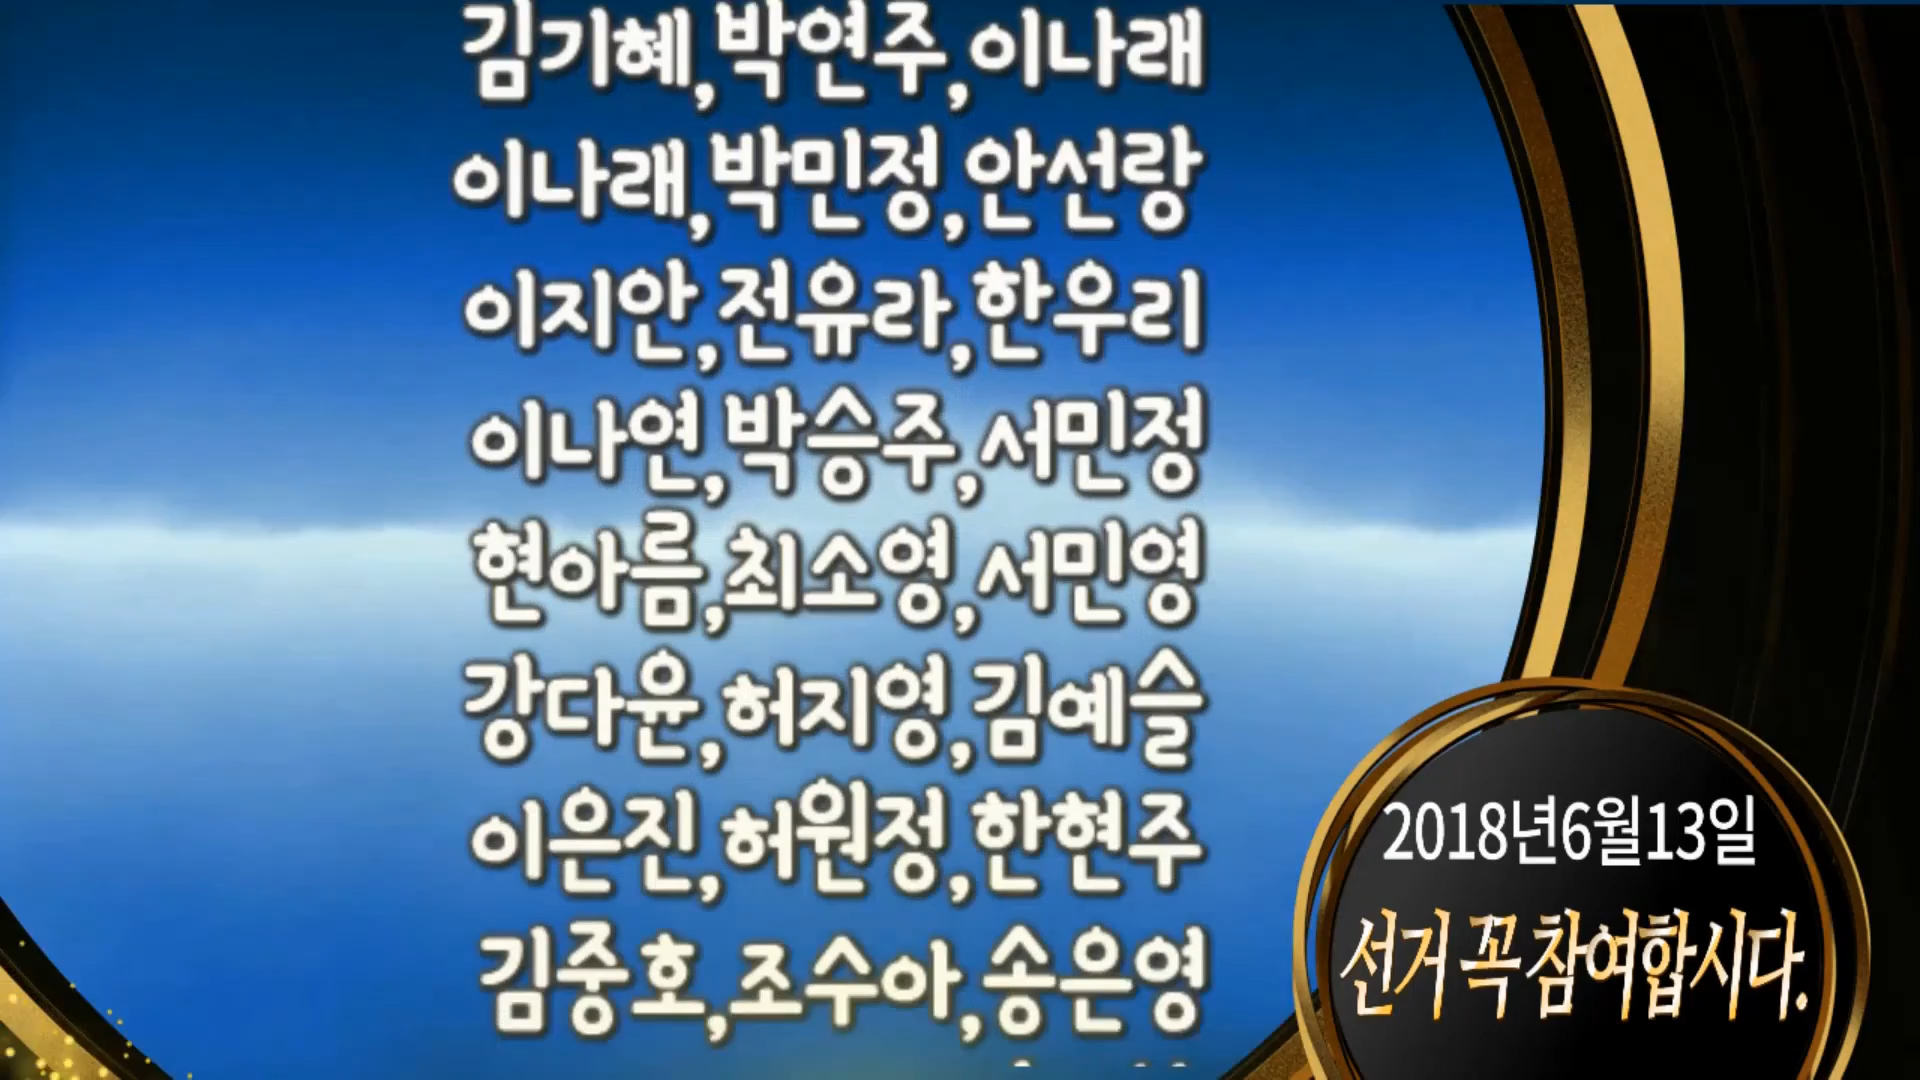 김기혜,박연주,이나래
이나래,박민정,안선랑
이지안,전유라,한우리
이나연,박승주,서민정
현아름,최소영,서민영
강다윤,허지영,김예슬
이은진,허원정,한현주
김중호,조수아,송은영
2018년6월13일
선거 꼭 참여합시다.